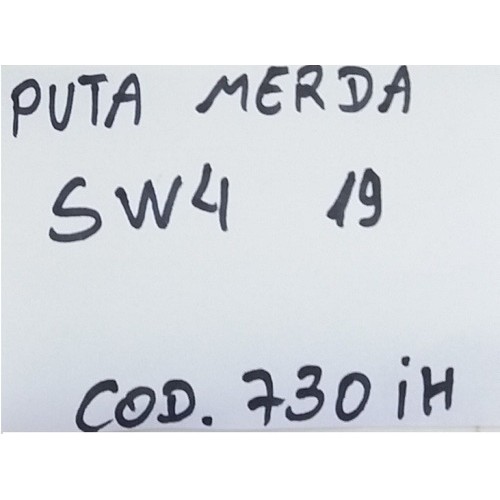 PUTA MERDA
SW4 19
COD. 730 iH